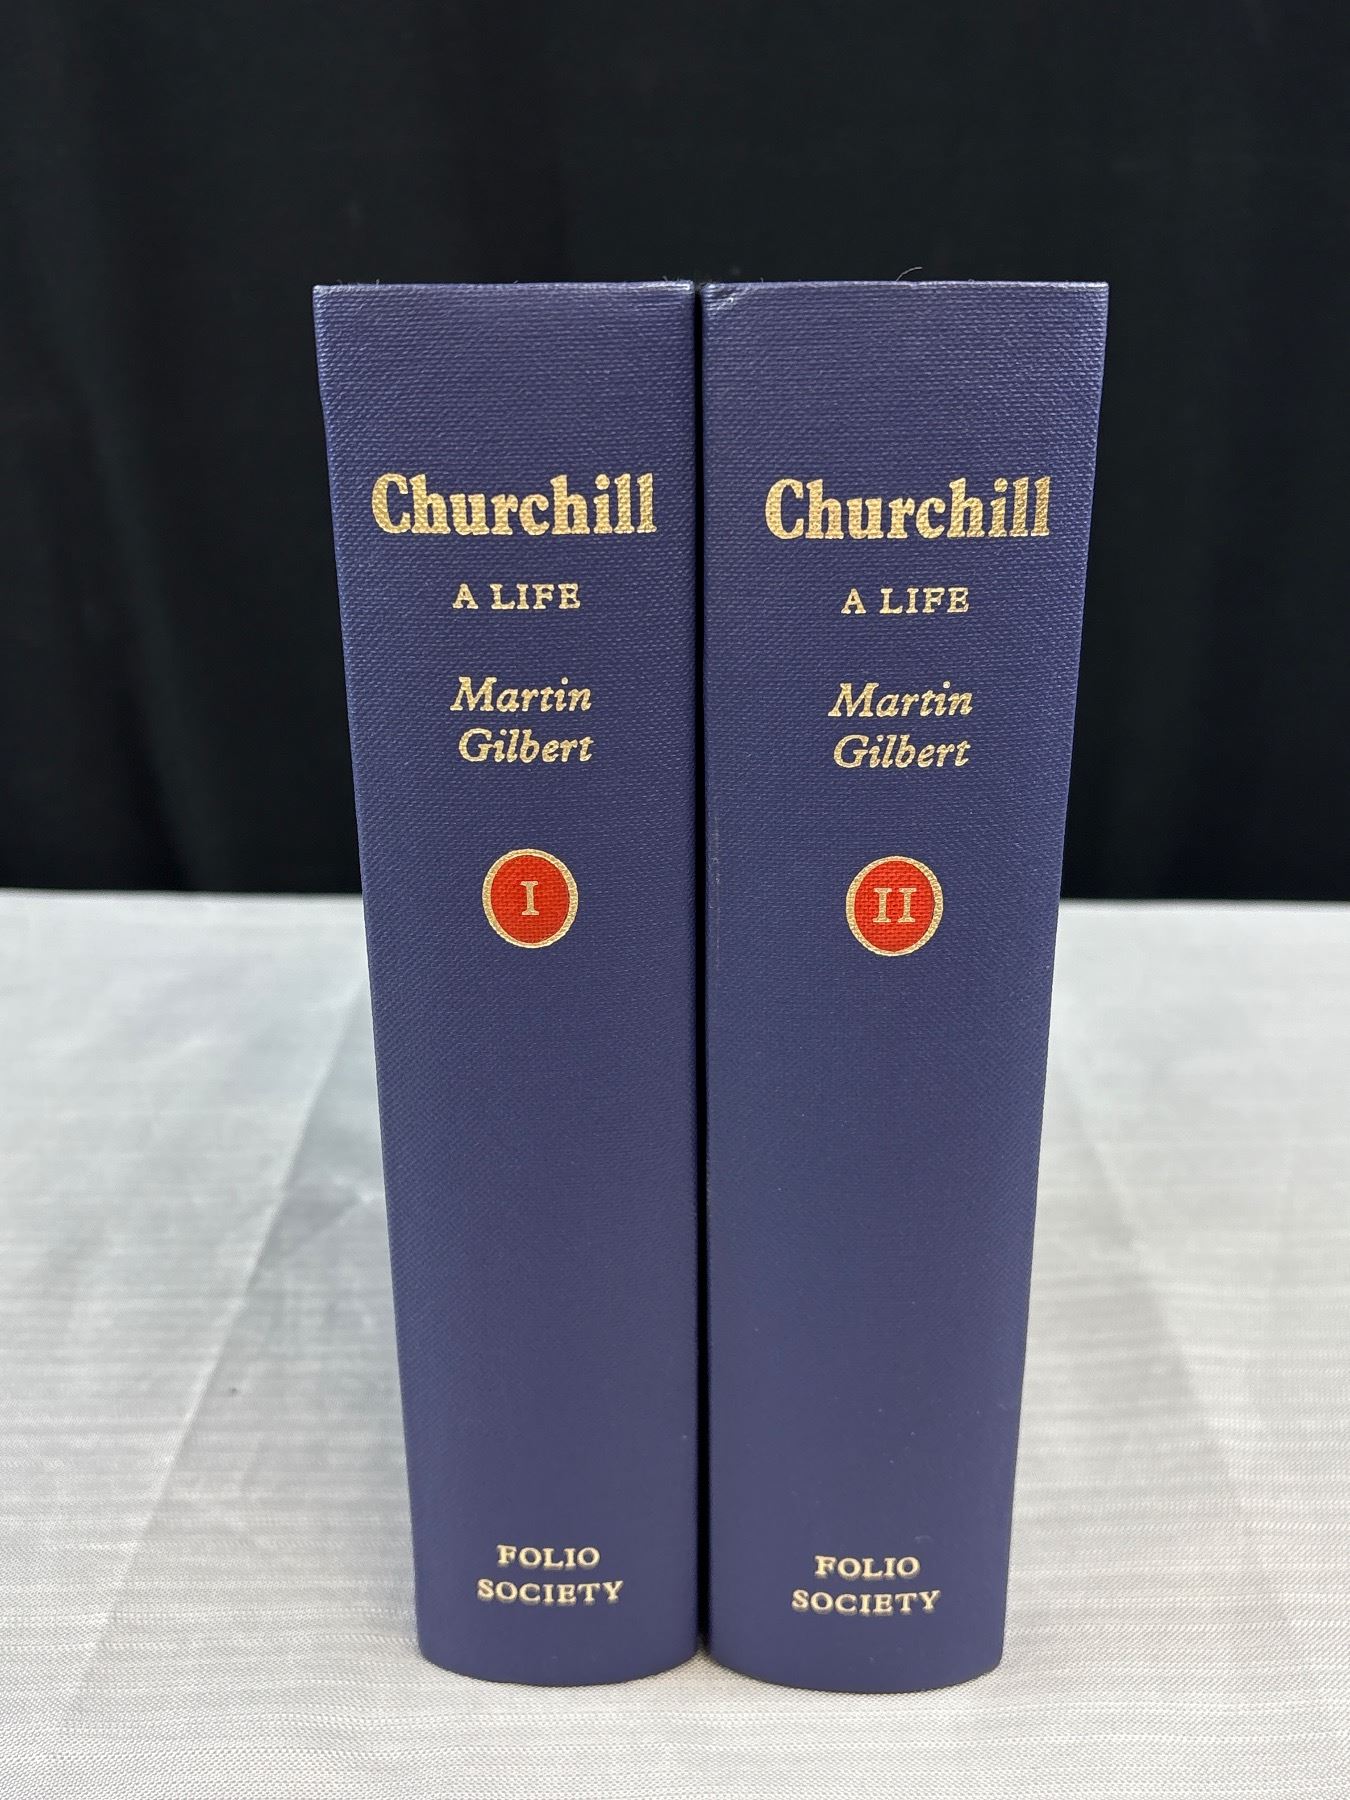 Churchill
A LIFE
Martin
Gilbert
I
FOLIO
SOCIETY
Churchill
A LIFE
Martin
Gilbert
II
FOLIO
SOCIETY